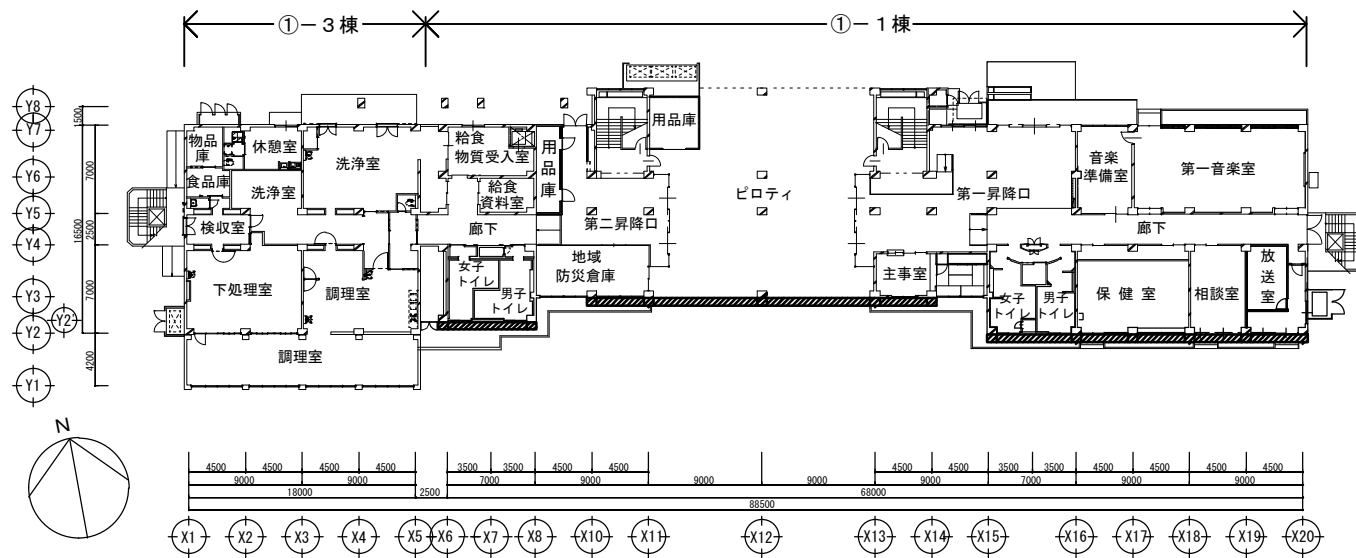 ①-3棟
①-1棟
Y8
Y7
Y6
Y5
Y4
Y3
Y2
Y2
Y1
1500
7000
2500
16500
7000
4200
物品庫
休憩室
洗浄室
食品庫
洗浄室
検収室
下処理室
調理室
調理室
給食
物質受入室
用品庫
給食
資料室
廊下
女子
トイレ
男子
トイレ
第二昇降口
地域
防災倉庫
用品庫
ピロティ
第一昇降口
主事室
音楽
準備室
第一音楽室
廊下
女子
トイレ
男子
トイレ
保健室
相談室
放送室
N
4500 4500 4500 4500 3500 3500 4500 4500 4500 4500 3500 3500 4500 4500 4500 4500
9000 9000 7000 9000 9000 9000 9000 7000 9000 9000
18000 2500 68000
88500
X1 X2 X3 X4 X5 X6 X7 X8 X10 X11 X12 X13 X14 X15 X16 X17 X18 X19 X20